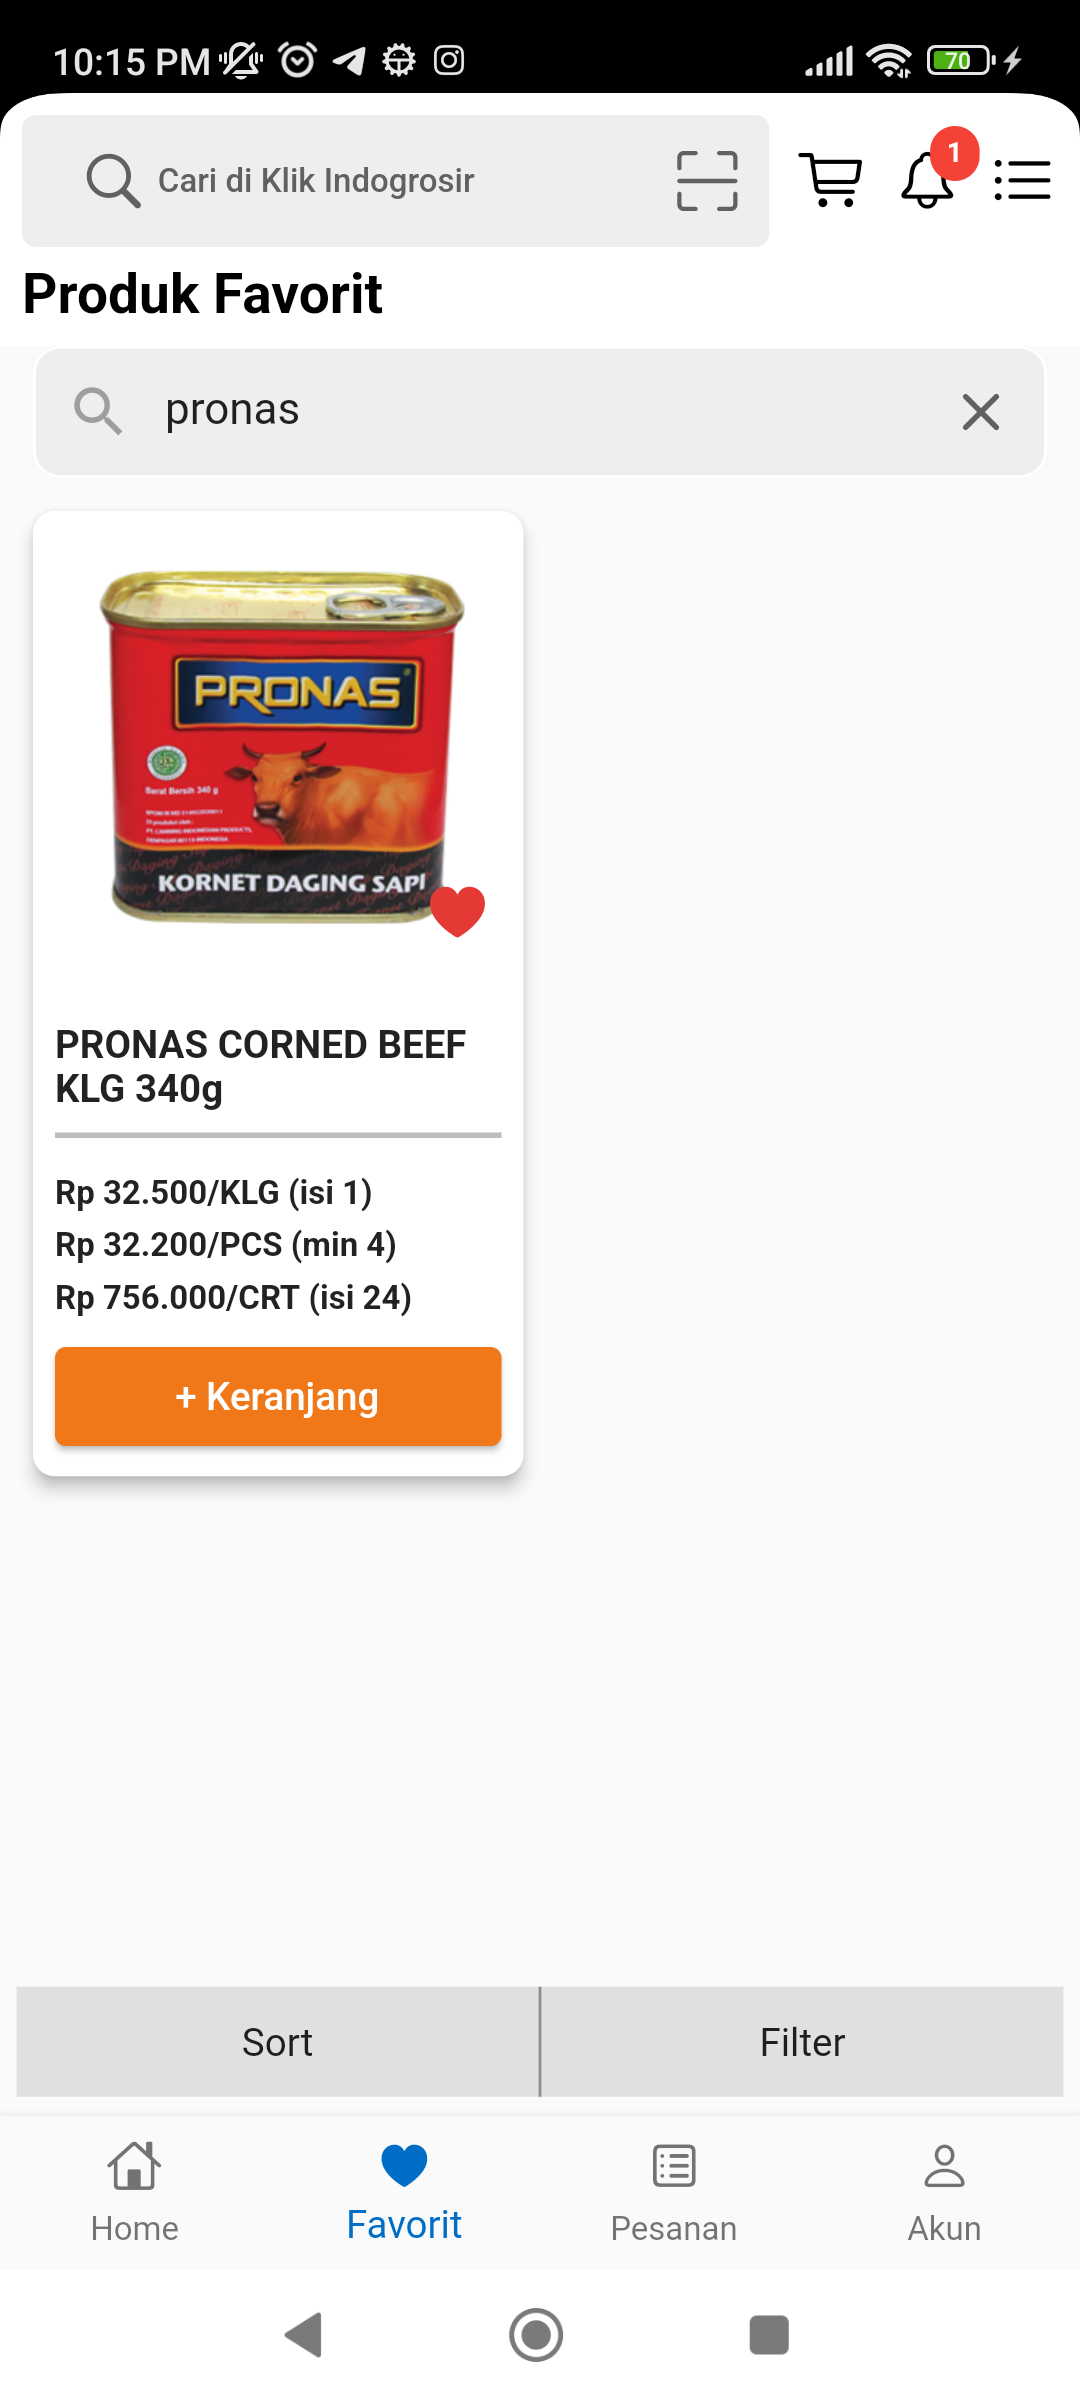 10:15 PM
70
Cari di Klik Indogrosir
1
Produk Favorit
pronas
PRONAS
Berat Bersih 340 g
KORNET DAGING SAPI
PRONAS CORNED BEEF
KLG 340g
Rp 32.500/KLG (isi 1)
Rp 32.200/PCS (min 4)
Rp 756.000/CRT (isi 24)
+ Keranjang
Sort
Filter
Home
Favorit
Pesanan
Akun